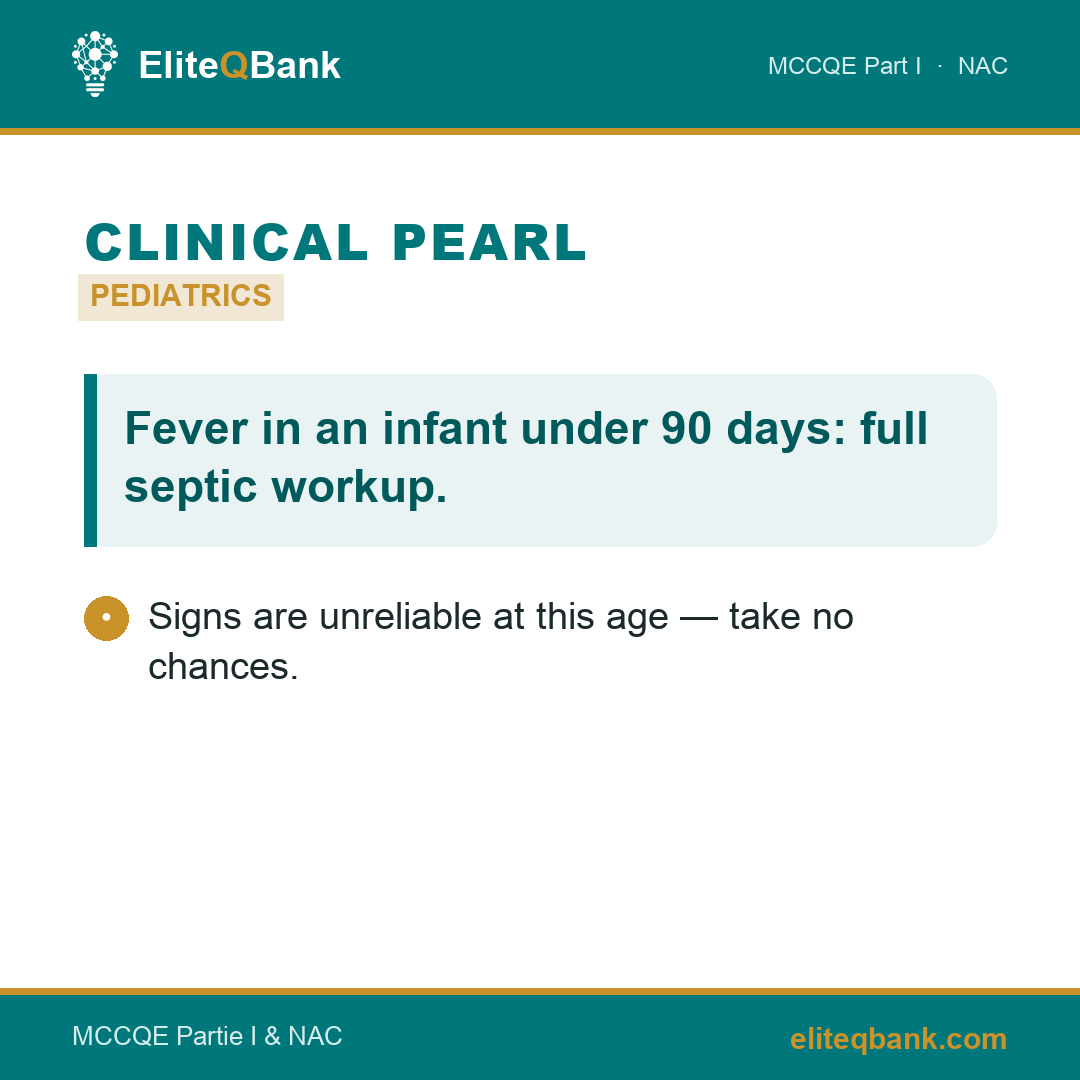 EliteQBank
MCCQE Part I · NAC
CLINICAL PEARL
PEDIATRICS
Fever in an infant under 90 days: full
septic workup.
Signs are unreliable at this age — take no
chances.
MCCQE Partie I & NAC
eliteqbank.com